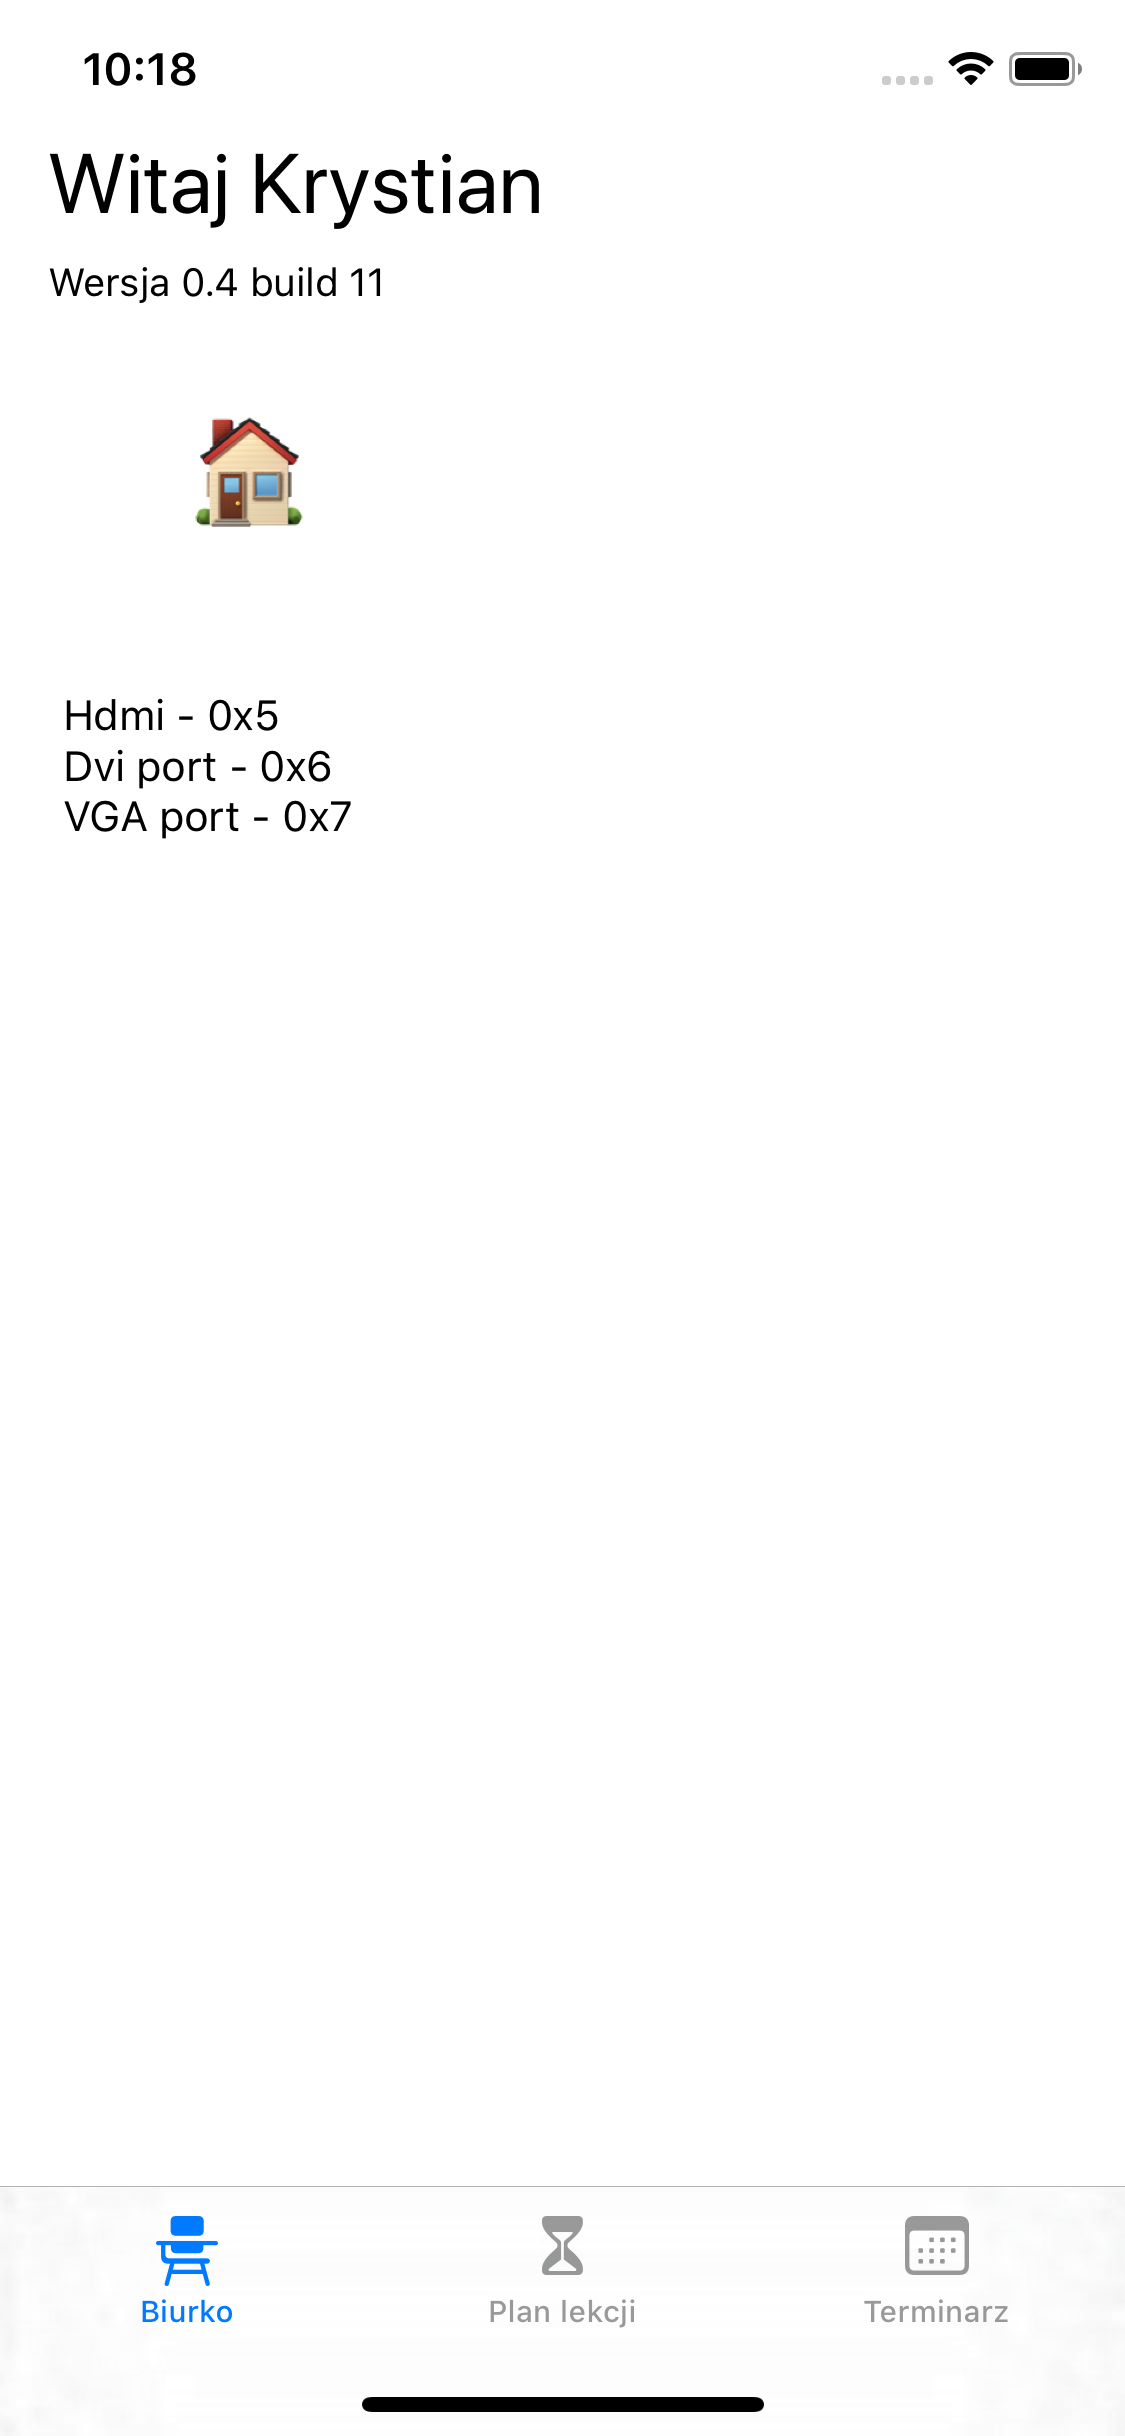 10:18
Witaj Krystian
Wersja 0.4 build 11
Hdmi - 0x5
Dvi port - 0x6
VGA port - 0x7
Biurko
Plan lekcji
Terminarz